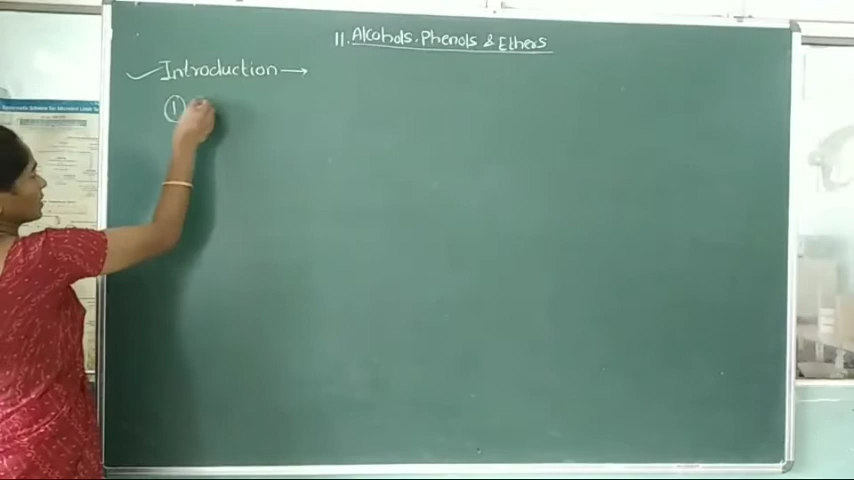 11. Alcohols, Phenols & Ethers
Introduction →
①